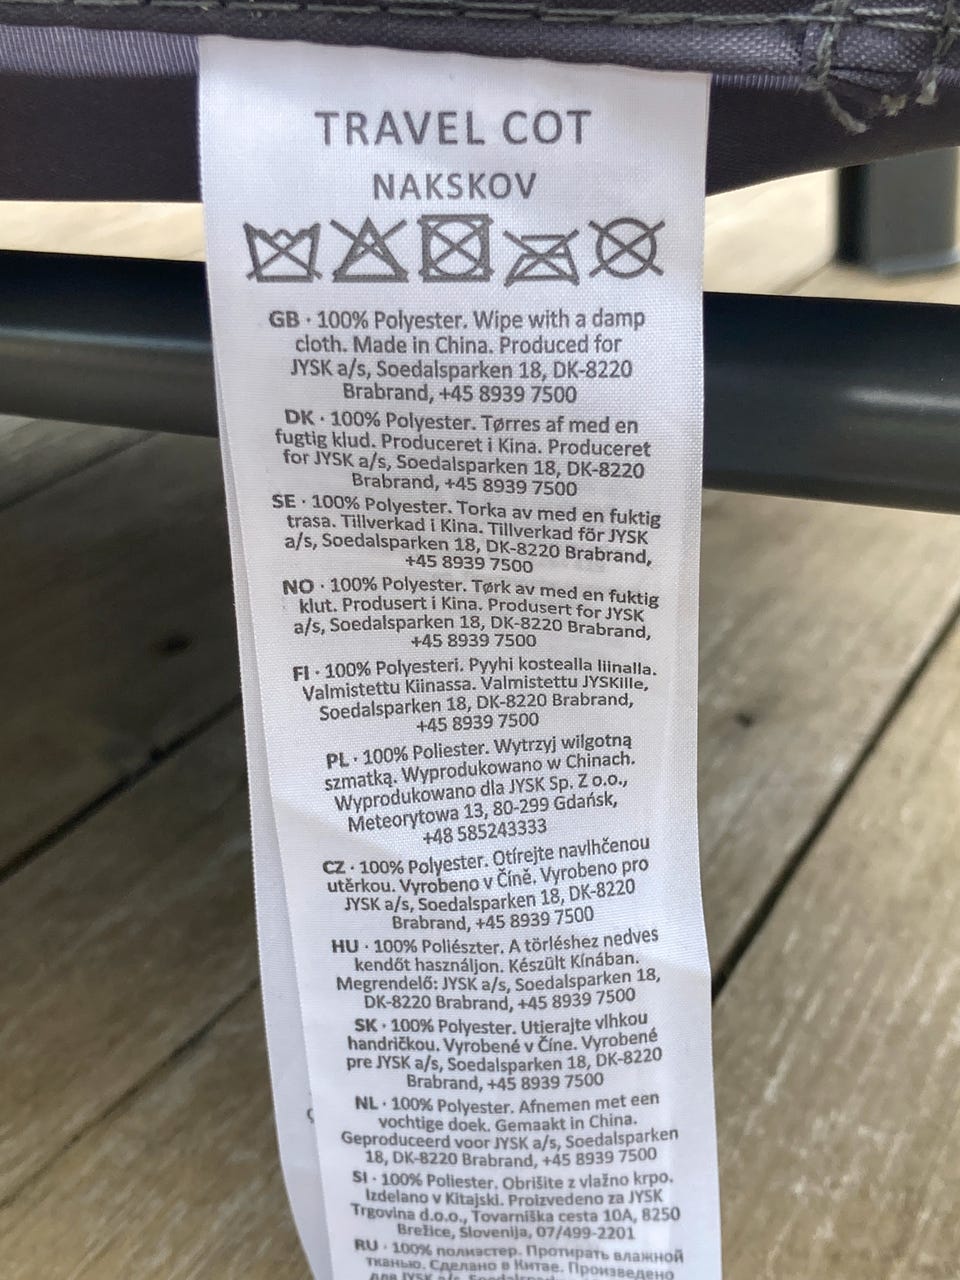 TRAVEL COT
NAKSKOV
GB · 100% Polyester. Wipe with a damp
cloth. Made in China. Produced for
JYSK a/s, Soedalsparken 18, DK-8220
Brabrand, +45 8939 7500
DK · 100% Polyester. Tørres af med en
fugtig klud. Produceret i Kina. Produceret
for JYSK a/s, Soedalsparken 18, DK-8220
Brabrand, +45 8939 7500
SE · 100% Polyester. Torka av med en fuktig
trasa. Tillverkad i Kina. Tillverkad för JYSK
a/s, Soedalsparken 18, DK-8220 Brabrand,
+45 8939 7500
NO · 100% Polyester. Tørk av med en fuktig
klut. Produsert i Kina. Produsert for JYSK
a/s, Soedalsparken 18, DK-8220 Brabrand,
+45 8939 7500
FI · 100% Polyesteri. Pyyhi kostealla liinalla.
Valmistettu Kiinassa. Valmistettu JYSKille,
Soedalsparken 18, DK-8220 Brabrand,
+45 8939 7500
PL · 100% Poliester. Wytrzyj wilgotną
szmatką. Wyprodukowano w Chinach.
Wyprodukowano dla JYSK Sp. Z o.o.,
Meteorytowa 13, 80-299 Gdańsk,
+48 585243333
CZ · 100% Polyester. Otírejte navlhčenou
utěrkou. Vyrobeno v Číně. Vyrobeno pro
JYSK a/s, Soedalsparken 18, DK-8220
Brabrand, +45 8939 7500
HU · 100% Poliészter. A törléshez nedves
kendőt használjon. Készült Kínában.
Megrendelő: JYSK a/s, Soedalsparken 18,
DK-8220 Brabrand, +45 8939 7500
SK · 100% Polyester. Utierajte vlhkou
handričkou. Vyrobené v Číne. Vyrobené
pre JYSK a/s, Soedalsparken 18, DK-8220
Brabrand, +45 8939 7500
NL · 100% Polyester. Afnemen met een
vochtige doek. Gemaakt in China.
Geproduceerd voor JYSK a/s, Soedalsparken
18, DK-8220 Brabrand, +45 8939 7500
SI · 100% Poliester. Obrišite z vlažno krpo.
Izdelano v Kitajski. Proizvedeno za JYSK
Trgovina d.o.o., Tovarniška cesta 10A, 8250
Brežice, Slovenija, 07/499-2201
RU · 100% полиэстер. Протирать влажной
тканью. Сделано в Китае. Произведено
для JYSK a/s, Soedalsparken